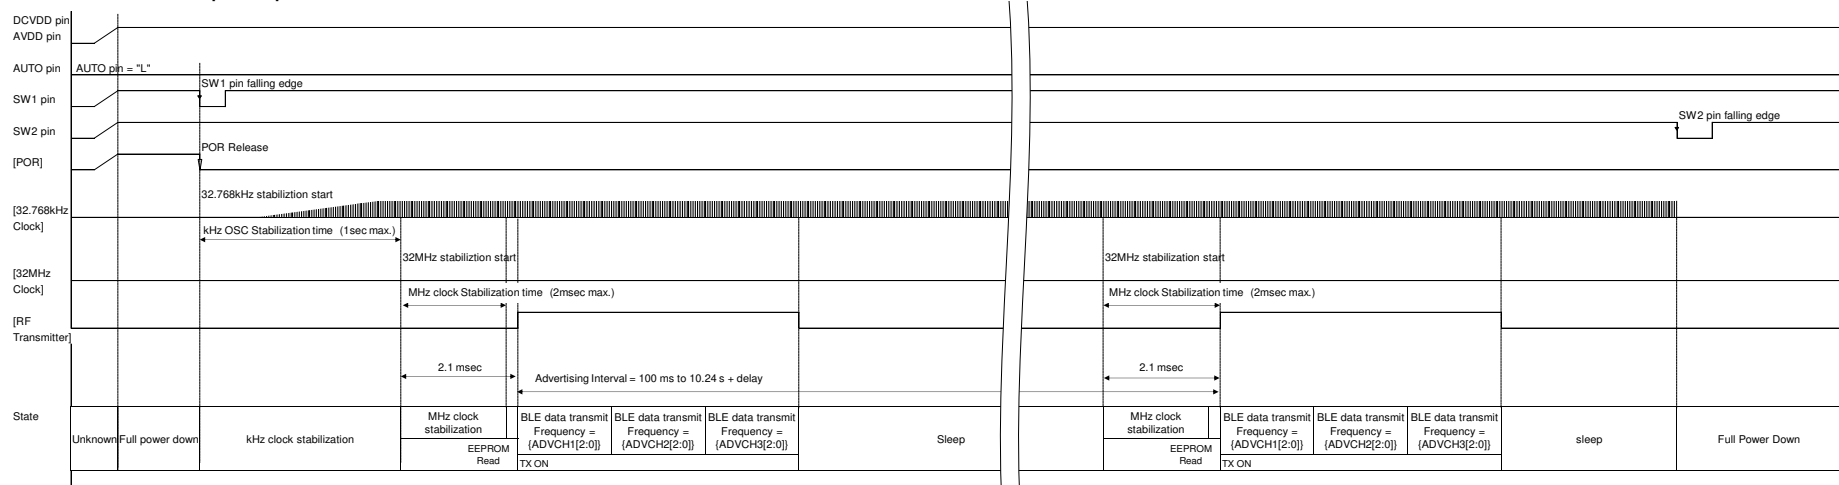 DCVDD pin
AVDD pin
AUTO pin
AUTO pin = "L"
SW1 pin falling edge
SW1 pin
SW2 pin falling edge
SW2 pin
POR Release
[POR]
32.768kHz stabiliztion start
[32.768kHz
Clock]
kHz OSC Stabilization time (1sec max.)
32MHz stabiliztion start
32MHz stabilization start
[32MHz
Clock]
MHz clock Stabilization time (2msec max.)
MHz clock Stabilization time (2msec max.)
[RF
Transmitter]
2.1 msec
2.1 msec
Advertising Interval = 100 ms to 10.24 s + delay
State
Unknown
Full power down
kHz clock stabilization
MHz clock
stabilization
EEPROM
Read
BLE data transmit
Frequency =
{ADVCH1[2:0]}
BLE data transmit
Frequency =
{ADVCH2[2:0]}
BLE data transmit
Frequency =
{ADVCH3[2:0]}
TX ON
Sleep
MHz clock
stabilization
EEPROM
Read
BLE data transmit
Frequency =
{ADVCH1[2:0]}
BLE data transmit
Frequency =
{ADVCH2[2:0]}
BLE data transmit
Frequency =
{ADVCH3[2:0]}
TX ON
sleep
Full Power Down